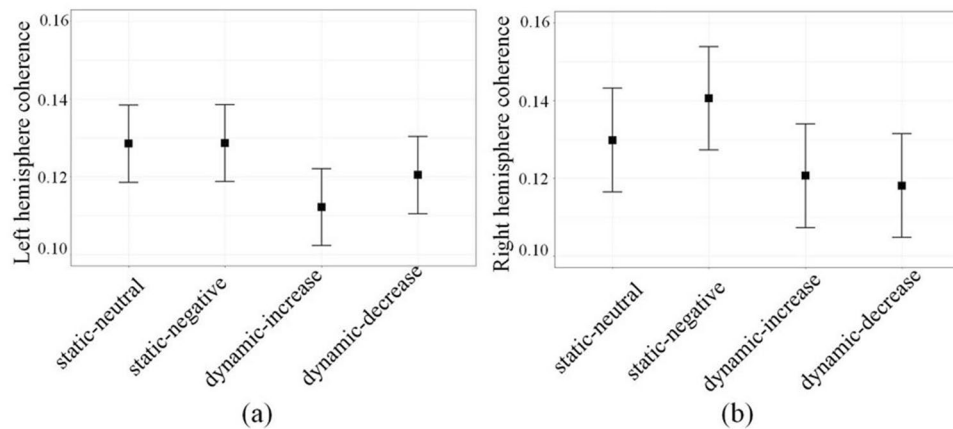 Left hemisphere coherence
0.16
0.14
0.12
0.10
static-neutral
static-negative
dynamic-increase
dynamic-decrease
(a)
Right hemisphere coherence
0.16
0.14
0.12
0.10
static-neutral
static-negative
dynamic-increase
dynamic-decrease
(b)